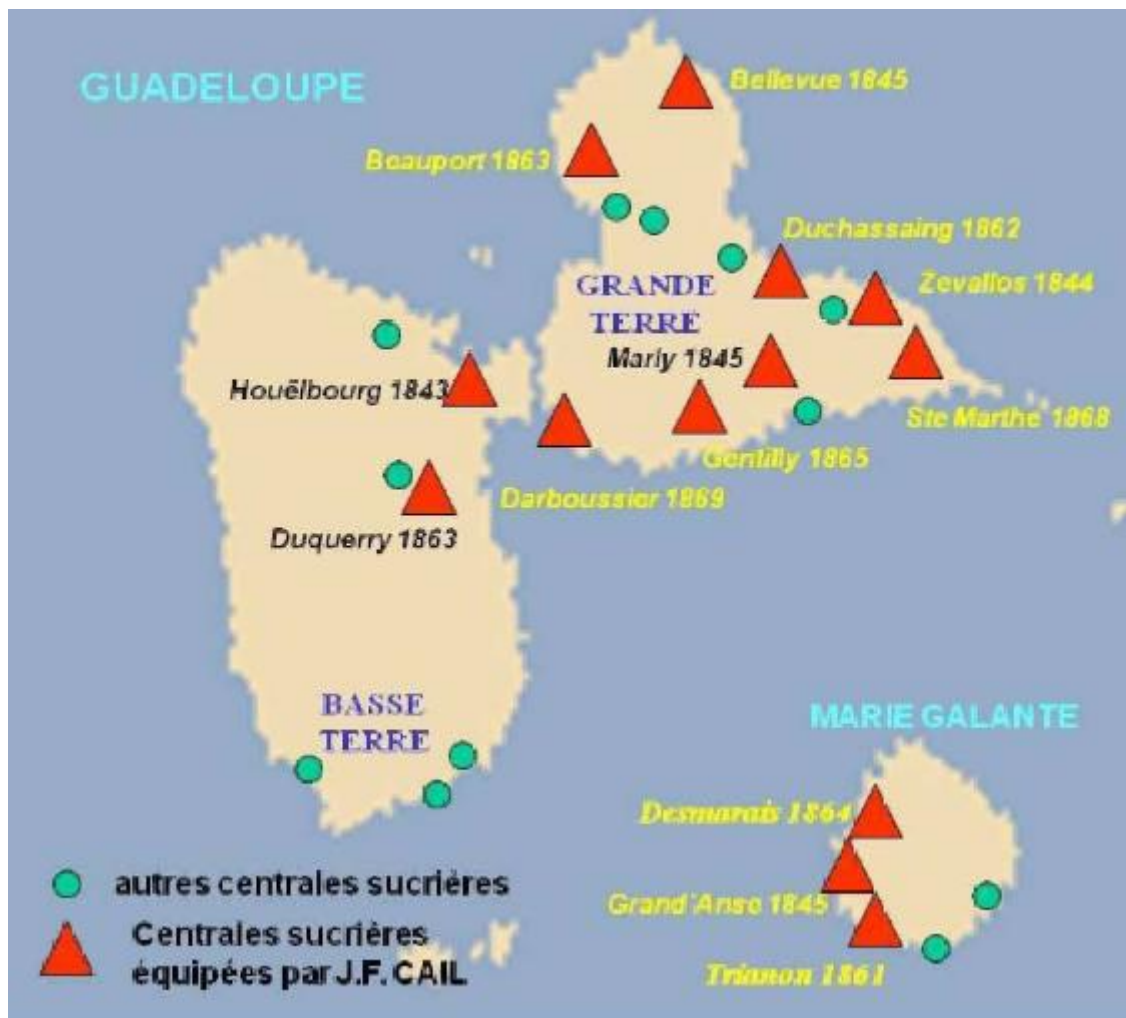 GUADELOUPE
Bellevue 1845
Beauport 1863
Duchassaing 1862
Zevallos 1844
GRANDE
TERRE
Marly 1845
Houëlbourg 1843
Ste Marthe 1868
Gentilly 1865
Darboussier 1869
Duquerry 1863
BASSE
TERRE
MARIE GALANTE
Desmarais 1864
Grand'Anse 1845
Trianon 1861
autres centrales sucrières
Centrales sucrières
équipées par J.F. CAIL